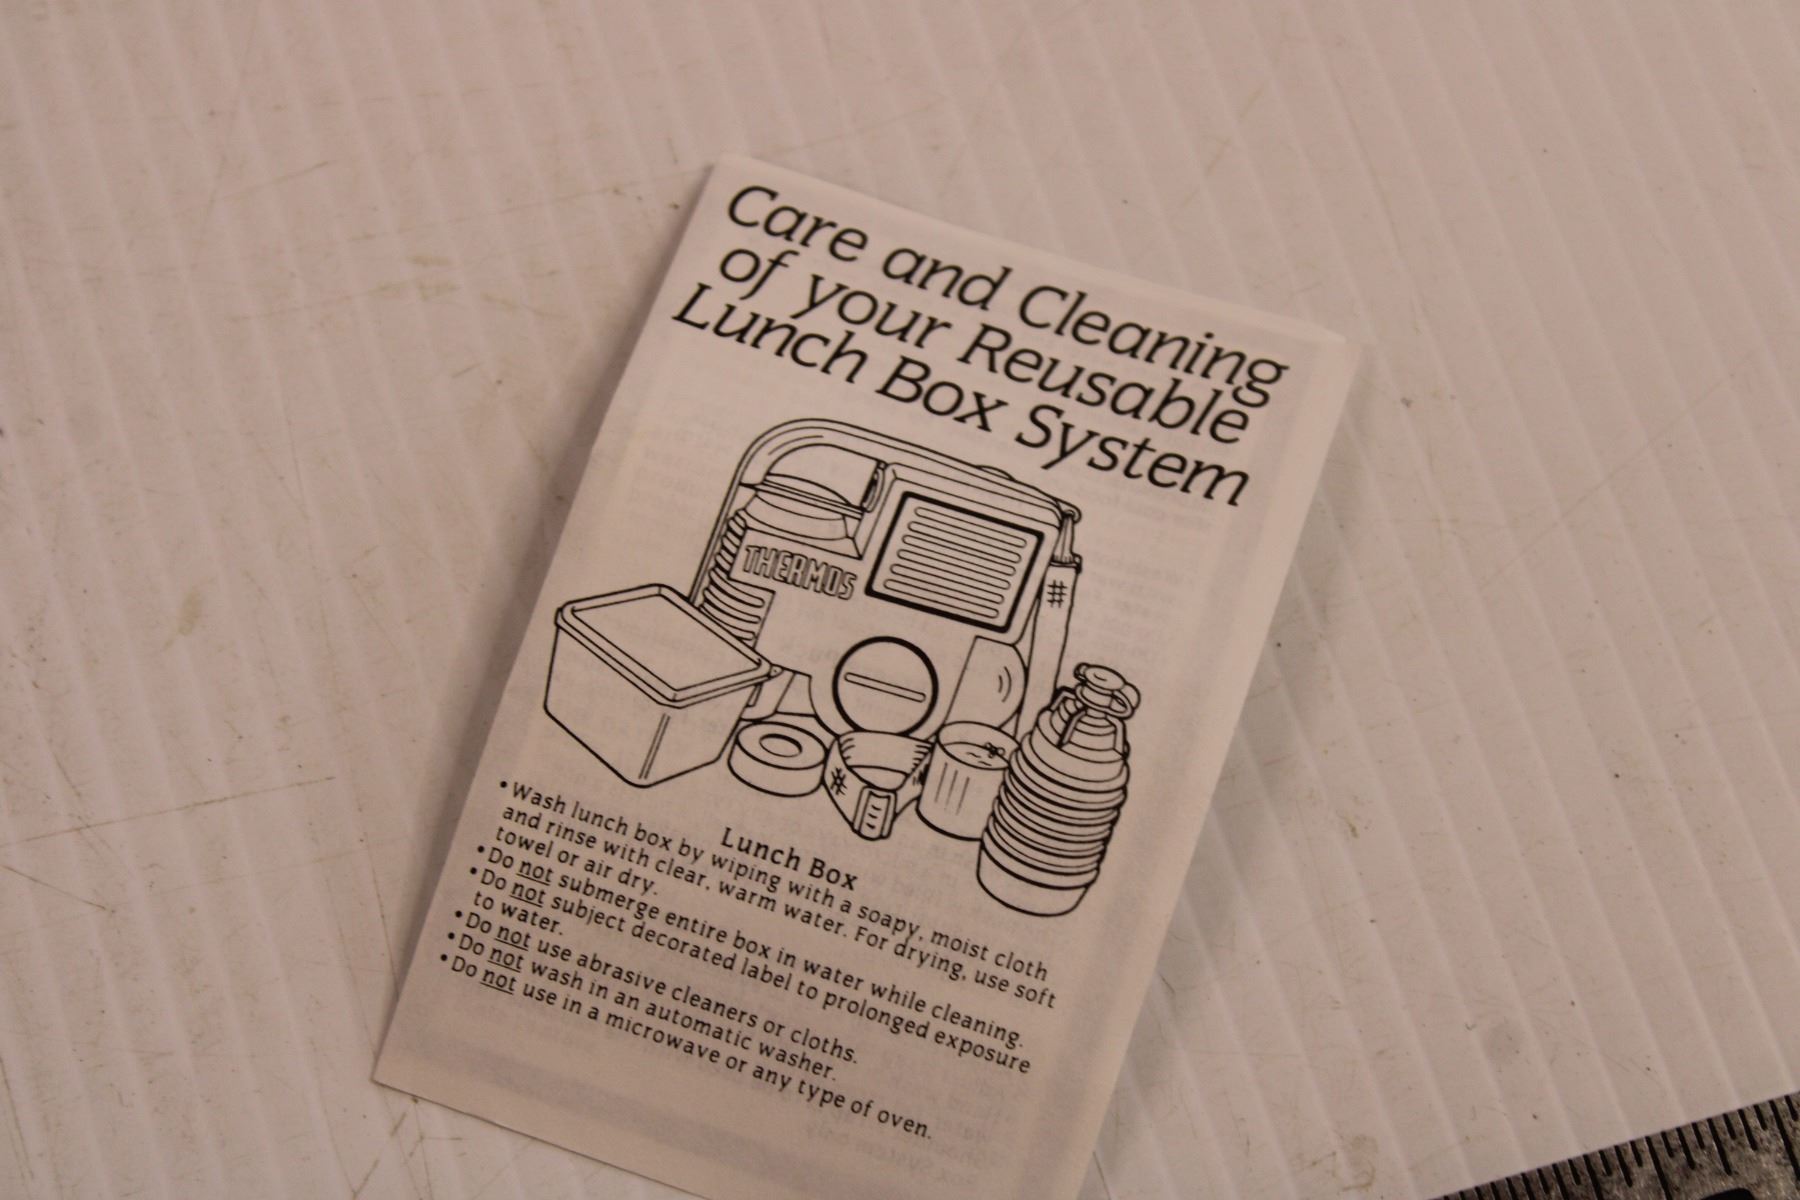 Care and Cleaning
of your Reusable
Lunch Box System
THERMOS
Lunch Box
• Wash lunch box by wiping with a soapy, moist cloth
and rinse with clear, warm water. For drying, use soft
towel or air dry.
• Do not submerge entire box in water while cleaning.
• Do not subject decorated label to prolonged exposure
to water.
• Do not use abrasive cleaners or cloths.
• Do not wash in an automatic washer.
• Do not use in a microwave or any type of oven.